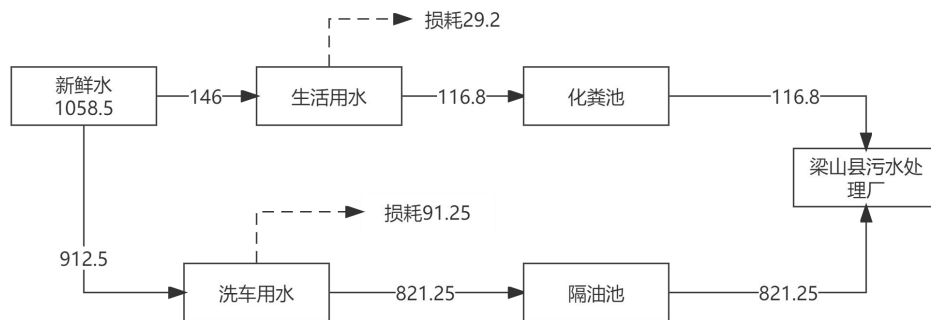 损耗29.2
新鲜水
1058.5
146
生活用水
116.8
化粪池
116.8
梁山县污水处
理厂
损耗91.25
912.5
洗车用水
821.25
隔油池
821.25